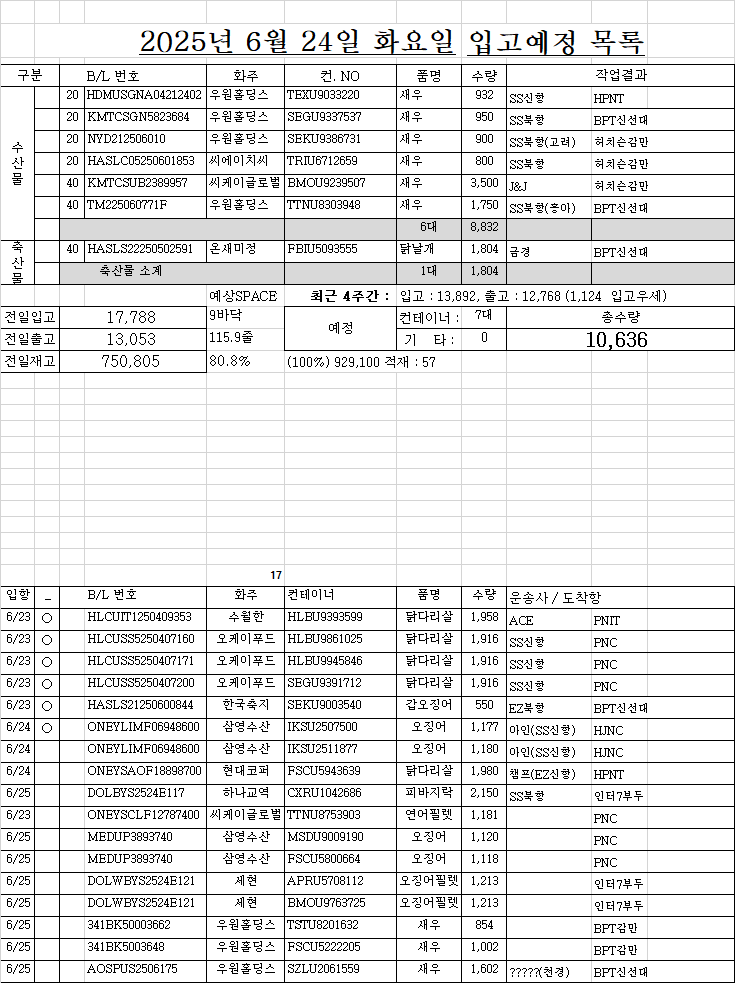 2025년 6월 24일 화요일 입고예정 목록
구분 B/L 번호 화주 컨. NO 품명 수량 작업결과
수산물
20 HDMUSGNA04212402 우원홀딩스 TEXU9033220 새우 932 SS신항 HPNT
20 KMTCSGN5823684 우원홀딩스 SEGU9337537 새우 950 SS북항 BPT신선대
20 NYD212506010 우원홀딩스 SEKU9386731 새우 900 SS북항(고려) 허치슨감만
20 HASLC05250601853 씨에이치씨 TRIU6712659 새우 800 SS북항 허치슨감만
40 KMTCSUB2389957 씨케이글로벌 BMOU9239507 새우 3,500 J&J 허치슨감만
40 TM225060771F 우원홀딩스 TTNU8303948 새우 1,750 SS북항(흥아) BPT신선대
6대 8,832
축산물
40 HASLS22250502591 온새미정 FBIU5093555 닭날개 1,804 금경 BPT신선대
축산물 소계 1대 1,804
예상SPACE 최근 4주간 : 입고 : 13,892, 출고 : 12,768 (1,124 입고우세)
전일입고 17,788 9바닥 예정 컨테이너 : 7대 총수량
전일출고 13,053 115.9줄 기 타 : 0 10,636
전일재고 750,805 80.8% (100%) 929,100 적재 : 57
17
입항 _ B/L 번호 화주 컨테이너 품명 수량 운송사 / 도착항
6/23 ○ HLCUIT1250409353 수월한 HLBU9393599 닭다리살 1,958 ACE PNIT
6/23 ○ HLCUSS5250407160 오케이푸드 HLBU9861025 닭다리살 1,916 SS신항 PNC
6/23 ○ HLCUSS5250407171 오케이푸드 HLBU9945846 닭다리살 1,916 SS신항 PNC
6/23 ○ HLCUSS5250407200 오케이푸드 SEGU9391712 닭다리살 1,916 SS신항 PNC
6/23 ○ HASLS21250600844 한국축지 SEKU9003540 갑오징어 550 EZ북항 BPT신선대
6/24 ○ ONEYLIMF06948600 삼영수산 IKSU2507500 오징어 1,177 아인(SS신항) HJNC
6/24 ONEYLIMF06948600 삼영수산 IKSU2511877 오징어 1,180 아인(SS신항) HJNC
6/24 ONEYSAOF18898700 현대코퍼 FSCU5943639 닭다리살 1,980 챔프(EZ신항) HPNT
6/25 DOLBYS2524E117 하나교역 CXRU1042686 피바지락 2,150 SS북항 인터7부두
6/23 ONEYSCLF12787400 씨케이글로벌 TTNU8753903 연어필렛 1,181 PNC
6/25 MEDUP3893740 삼영수산 MSDU9009190 오징어 1,120 PNC
6/25 MEDUP3893740 삼영수산 FSCU5800664 오징어 1,118 PNC
6/25 DOLWBYS2524E121 세현 APRU5708112 오징어필렛 1,213 인터7부두
6/25 DOLWBYS2524E121 세현 BMOU9763725 오징어필렛 1,213 인터7부두
6/25 341BK50003662 우원홀딩스 TSTU8201632 새우 854 BPT감만
6/25 341BK5003648 우원홀딩스 FSCU5222205 새우 1,002 BPT감만
6/25 AOSPUS2506175 우원홀딩스 SZLU2061559 새우 1,602 ?????(천경) BPT신선대